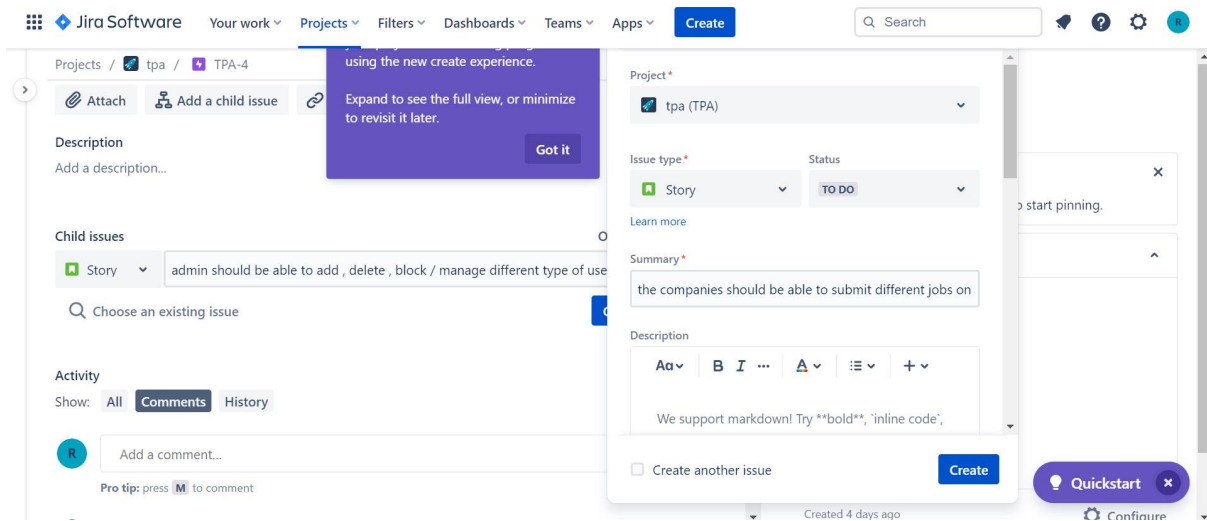 Jira Software Your work Projects Filters Dashboards Teams Apps Create Search R
Projects / tpa / TPA-4
Attach Add a child issue
Description
Add a description...
Child issues
Story admin should be able to add , delete , block / manage different type of use
Choose an existing issue
Activity
Show: All Comments History
R Add a comment...
Pro tip: press M to comment
using the new create experience.
Expand to see the full view, or minimize
to revisit it later.
Got it
Project *
tpa (TPA)
Issue type * Status
Story TO DO
Learn more
Summary *
the companies should be able to submit different jobs on
Description
Aa B I ... A
We support markdown! Try **bold**, `inline code`,
Create another issue Create
start pinning.
Quickstart
Created 4 days ago Configure